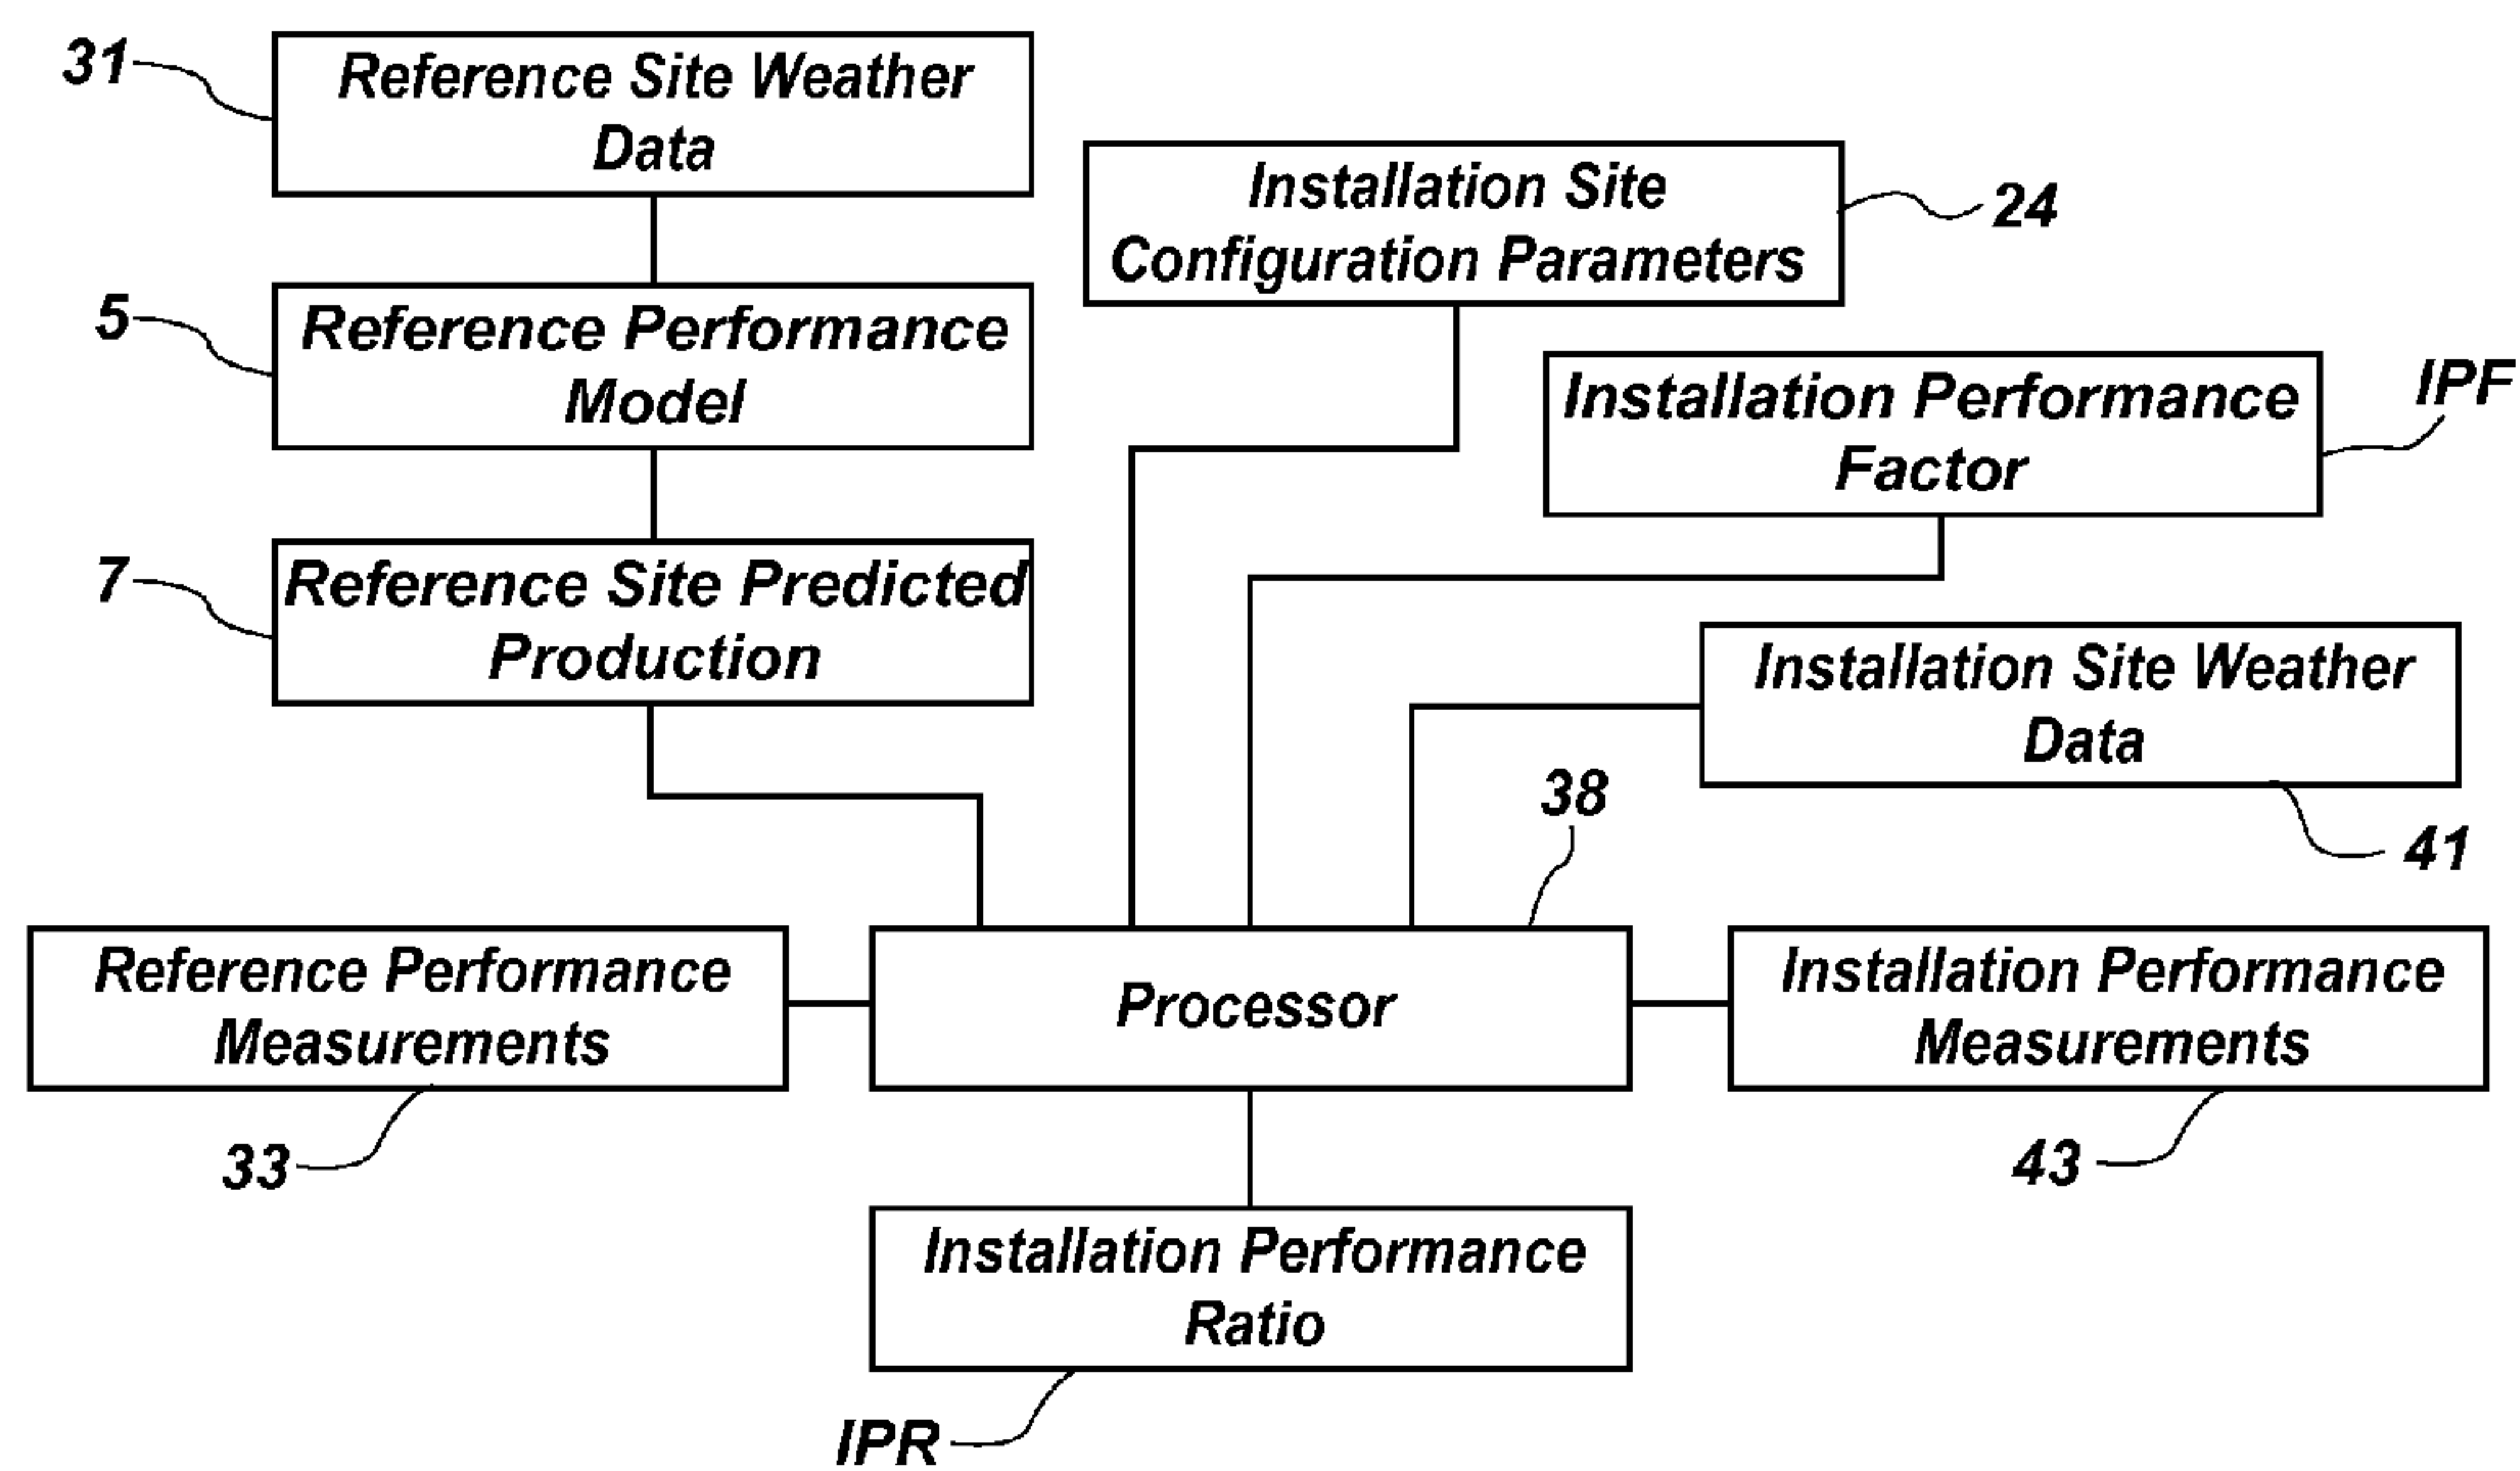 31
Reference Site Weather
Data
Installation Site
Configuration Parameters
24
5
Reference Performance
Model
Installation Performance
Factor
IPF
7
Reference Site Predicted
Production
Installation Site Weather
Data
41
38
Reference Performance
Measurements
33
Processor
Installation Performance
Measurements
43
Installation Performance
Ratio
IPR